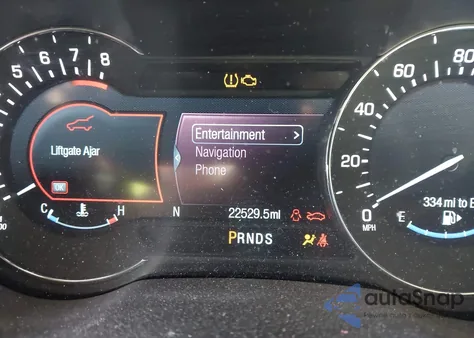 6 7 8
80
60
40
20
0
MPH
Liftgate Ajar
OK
Entertainment >
Navigation
Phone
C H
N
22529.5mi
PRNDS
334 mi to E
E
autoSnap